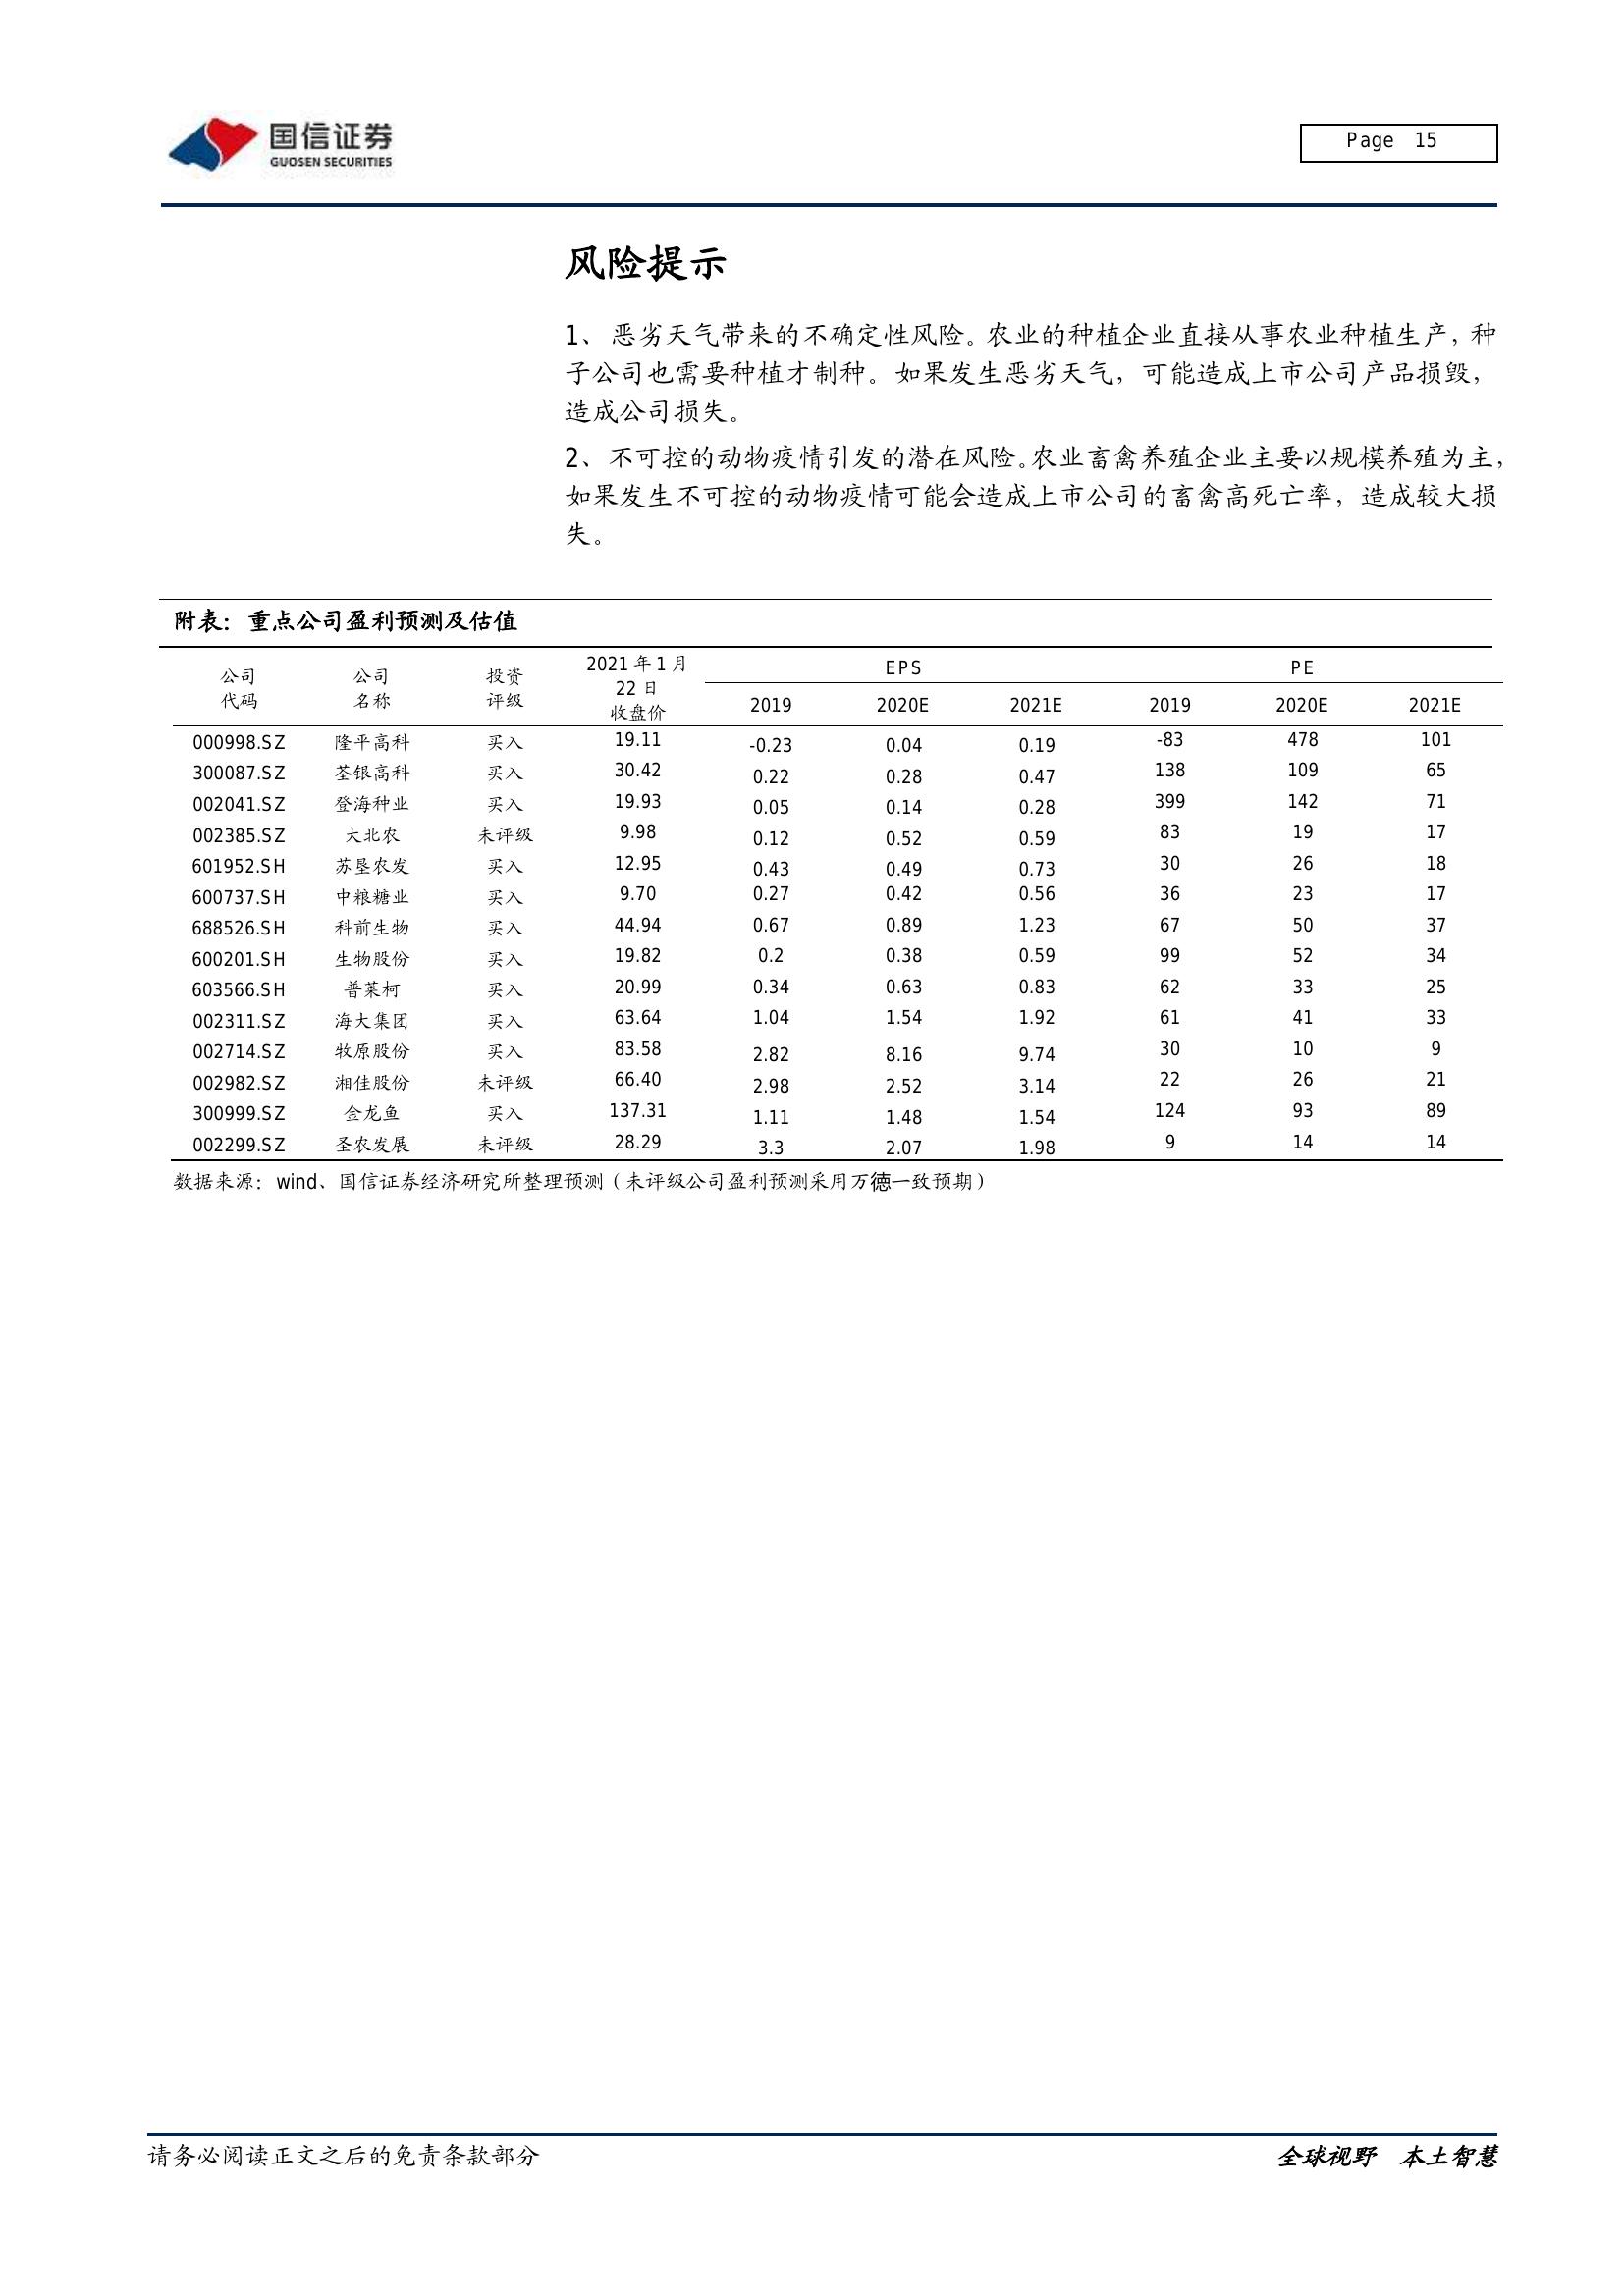 国信证券
GUOSEN SECURITIES
Page 15
风险提示
1、 恶劣天气带来的不确定性风险。农业的种植企业直接从事农业种植生产，种
子公司也需要种植才制种。如果发生恶劣天气，可能造成上市公司产品损毁，
造成公司损失。
2、不可控的动物疫情引发的潜在风险。农业畜禽养殖企业主要以规模养殖为主，
如果发生不可控的动物疫情可能会造成上市公司的畜禽高死亡率，造成较大损
失。
附表：重点公司盈利预测及估值
公司代码 公司名称 投资评级 2021 年 1 月 22 日收盘价 EPS PE
2019 2020E 2021E 2019 2020E 2021E
000998.SZ 隆平高科 买入 19.11 -0.23 0.04 0.19 -83 478 101
300087.SZ 荃银高科 买入 30.42 0.22 0.28 0.47 138 109 65
002041.SZ 登海种业 买入 19.93 0.05 0.14 0.28 399 142 71
002385.SZ 大北农 未评级 9.98 0.12 0.52 0.59 83 19 17
601952.SH 苏垦农发 买入 12.95 0.43 0.49 0.73 30 26 18
600737.SH 中粮糖业 买入 9.70 0.27 0.42 0.56 36 23 17
688526.SH 科前生物 买入 44.94 0.67 0.89 1.23 67 50 37
600201.SH 生物股份 买入 19.82 0.2 0.38 0.59 99 52 34
603566.SH 普莱柯 买入 20.99 0.34 0.63 0.83 62 33 25
002311.SZ 海大集团 买入 63.64 1.04 1.54 1.92 61 41 33
002714.SZ 牧原股份 买入 83.58 2.82 8.16 9.74 30 10 9
002982.SZ 湘佳股份 未评级 66.40 2.98 2.52 3.14 22 26 21
300999.SZ 金龙鱼 买入 137.31 1.11 1.48 1.54 124 93 89
002299.SZ 圣农发展 未评级 28.29 3.3 2.07 1.98 9 14 14
数据来源：wind、国信证券经济研究所整理预测（未评级公司盈利预测采用万徳一致预期）
请务必阅读正文之后的免责条款部分
全球视野 本土智慧